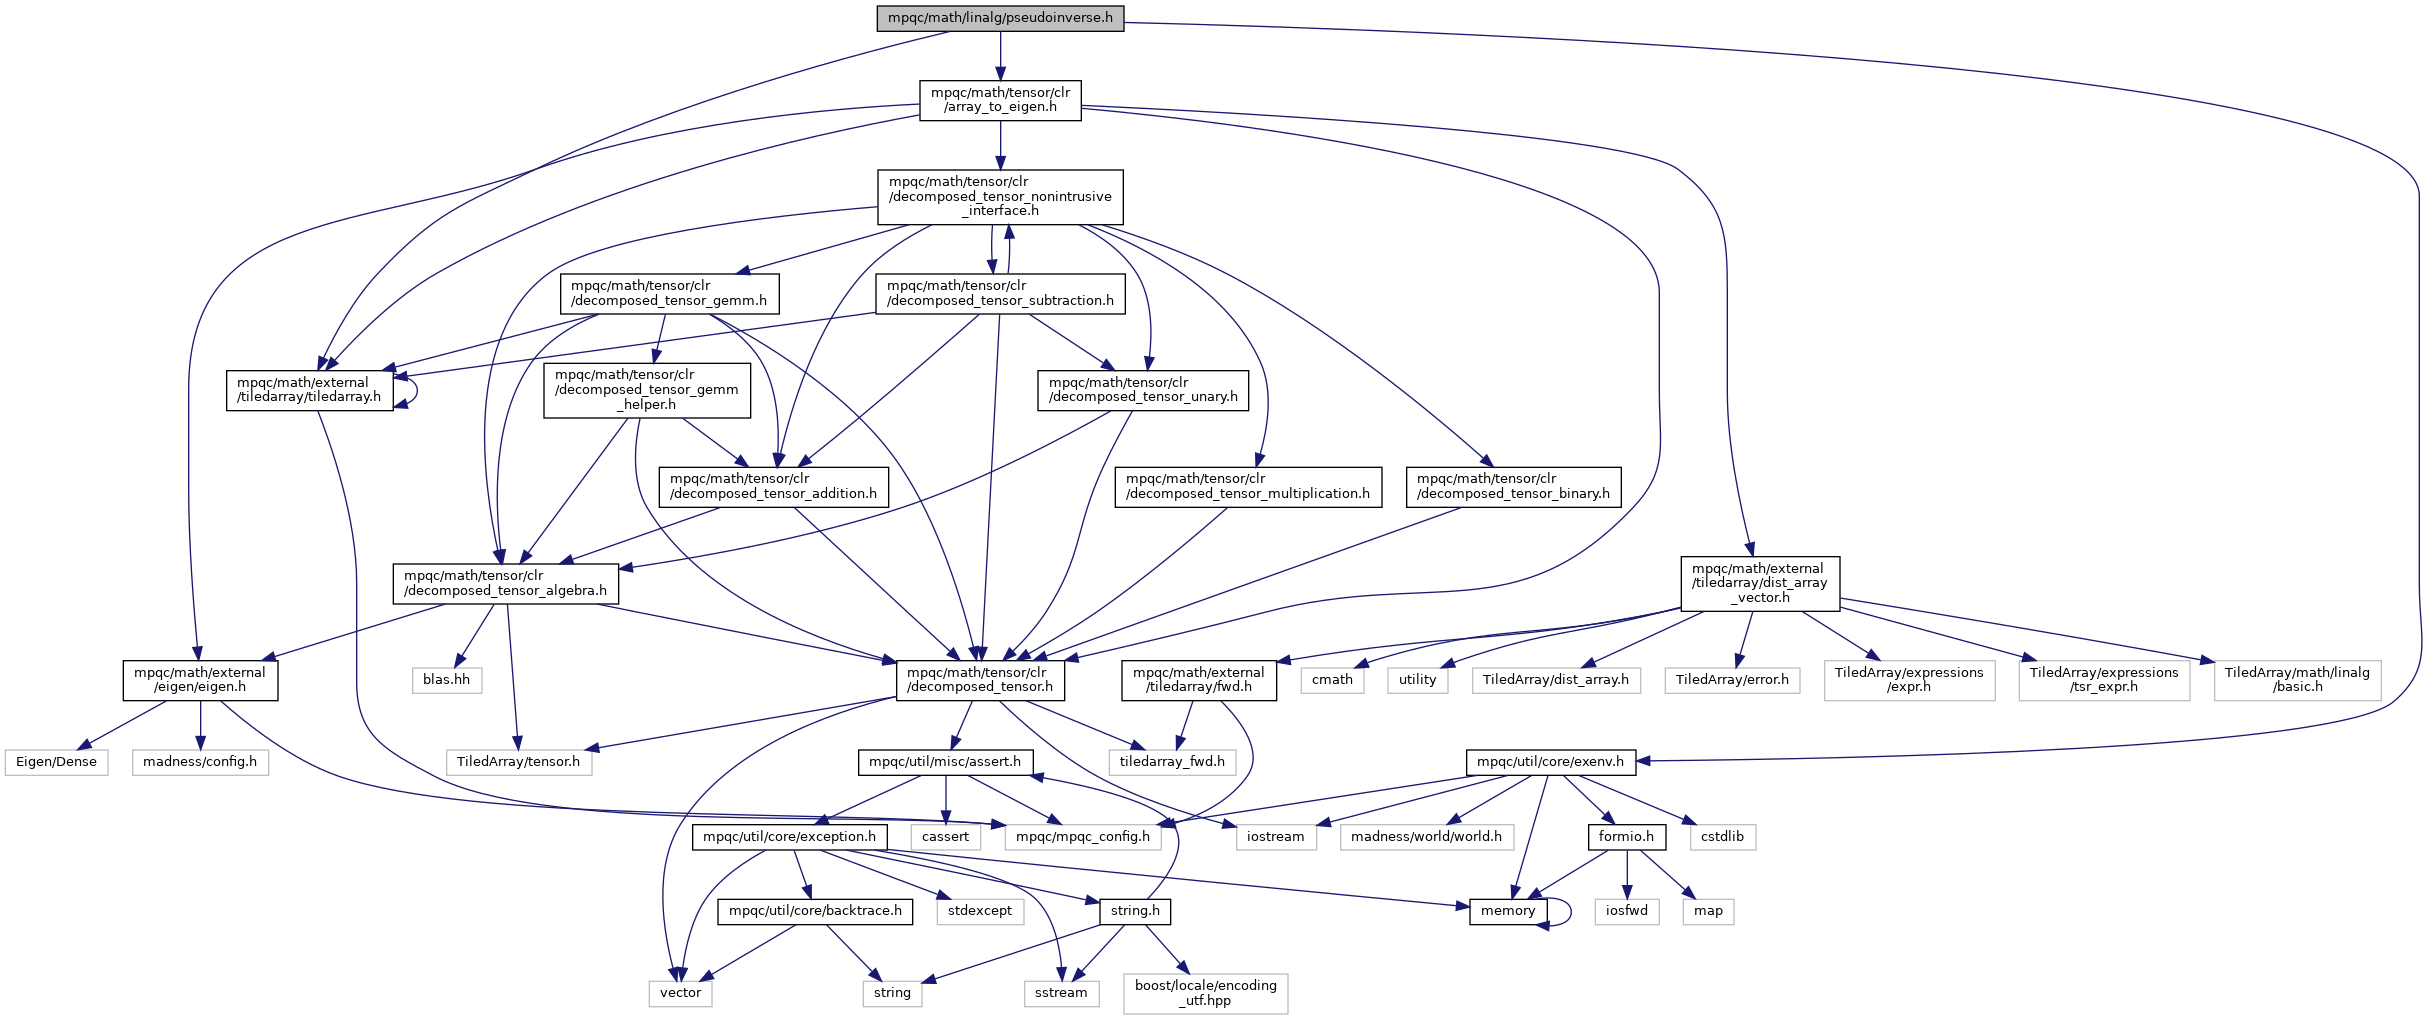 mpqc/math/linalg/pseudoinverse.h
mpqc/math/tensor/clr
/array_to_eigen.h
mpqc/math/tensor/clr
/decomposed_tensor_nonintrusive
_interface.h
mpqc/math/tensor/clr
/decomposed_tensor_gemm.h
mpqc/math/tensor/clr
/decomposed_tensor_subtraction.h
mpqc/math/external
/tiledarray/tiledarray.h
mpqc/math/tensor/clr
/decomposed_tensor_gemm
_helper.h
mpqc/math/tensor/clr
/decomposed_tensor_unary.h
mpqc/math/tensor/clr
/decomposed_tensor_addition.h
mpqc/math/tensor/clr
/decomposed_tensor_multiplication.h
mpqc/math/tensor/clr
/decomposed_tensor_binary.h
mpqc/math/tensor/clr
/decomposed_tensor_algebra.h
mpqc/math/external
/tiledarray/dist_array
_vector.h
mpqc/math/external
/eigen/eigen.h
blas.hh
mpqc/math/tensor/clr
/decomposed_tensor.h
mpqc/math/external
/tiledarray/fwd.h
cmath
utility
TiledArray/dist_array.h
TiledArray/error.h
TiledArray/expressions
/expr.h
TiledArray/expressions
/tsr_expr.h
TiledArray/math/linalg
/basic.h
Eigen/Dense
madness/config.h
TiledArray/tensor.h
mpqc/util/misc/assert.h
tiledarray_fwd.h
mpqc/util/core/exenv.h
mpqc/util/core/exception.h
cassert
mpqc/mpqc_config.h
iostream
madness/world/world.h
formio.h
cstdlib
mpqc/util/core/backtrace.h
stdexcept
string.h
memory
iosfwd
map
vector
string
sstream
boost/locale/encoding
_utf.hpp